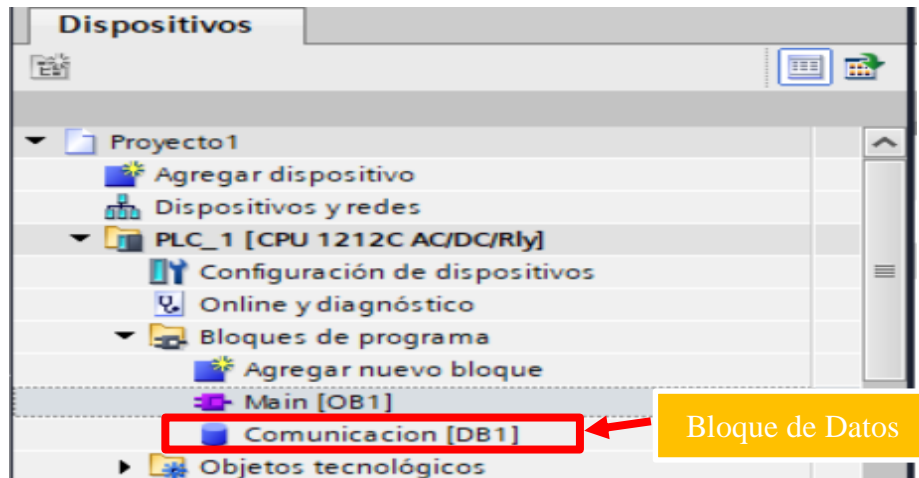 Dispositivos
Proyecto1
Agregar dispositivo
Dispositivos y redes
PLC_1 [CPU 1212C AC/DC/Rly]
Configuración de dispositivos
Online y diagnóstico
Bloques de programa
Agregar nuevo bloque
Main [OB1]
Comunicacion [DB1]
Bloque de Datos
Objetos tecnológicos